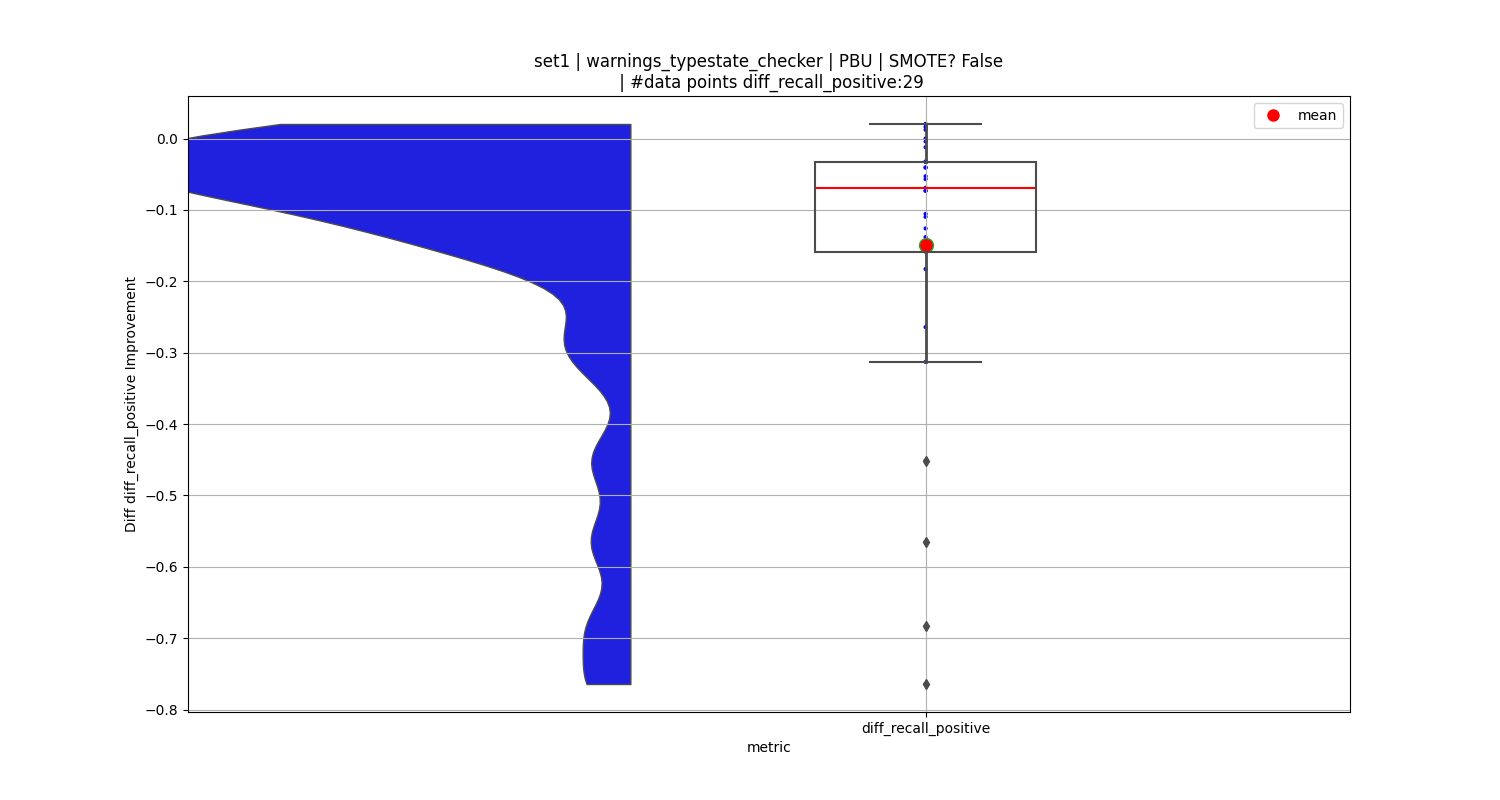 set1 | warnings_typestate_checker | PBU | SMOTE? False
| #data points diff_recall_positive:29
mean
0.0
−0.1
−0.2
−0.3
−0.4
−0.5
−0.6
−0.7
−0.8
Diff diff_recall_positive Improvement
diff_recall_positive
metric